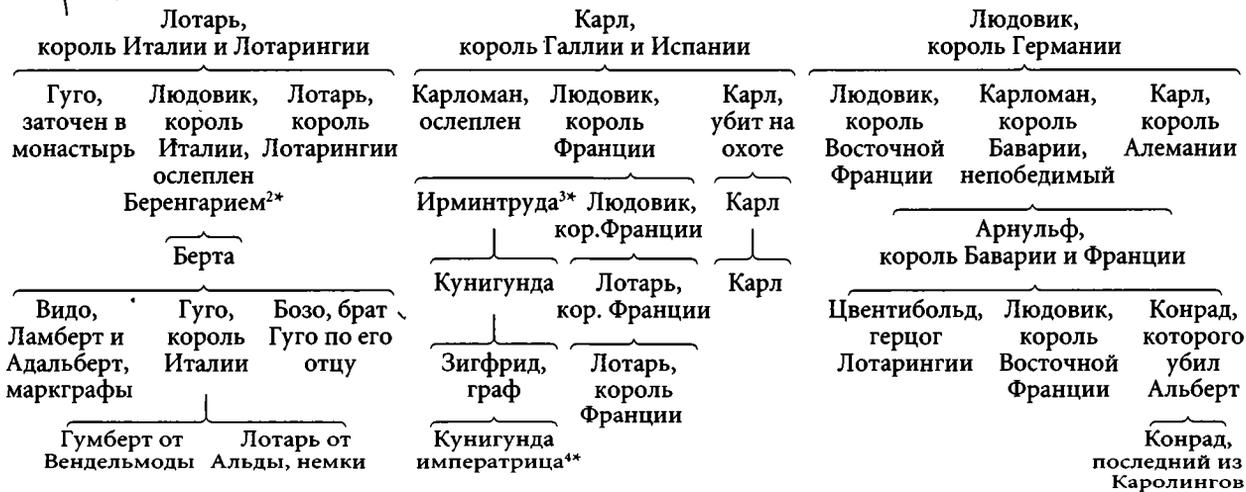 Лотарь,
король Италии и Лотарингии
Гуго,
заточен в
монастырь
Людовик,
король
Италии,
ослеплен
Беренгарием²*
Лотарь,
король
Лотарингии
Берта
Видо,
Ламберт и
Адальберт,
маркграфы
Гуго,
король
Италии
Бозо, брат
Гуго по его
отцу
Гумберт от
Вендельмоды
Лотарь от
Альды, немки
Карл,
король Галлии и Испании
Карломан,
ослеплен
Людовик,
король
Франции
Карл,
убит на
охоте
Ирминтруда³*
Людовик,
кор.Франции
Карл
Кунигунда
Лотарь,
кор. Франции
Карл
Зигфрид,
граф
Лотарь,
король
Франции
Кунигунда
императрица⁴*
Людовик,
король Германии
Людовик,
король
Восточной
Франции
Карломан,
король
Баварии,
непобедимый
Карл,
король
Алемании
Арнульф,
король Баварии и Франции
Цвентибольд,
герцог
Лотарингии
Людовик,
король
Восточной
Франции
Конрад,
которого
убил
Альберт
Конрад,
последний из
Каролингов